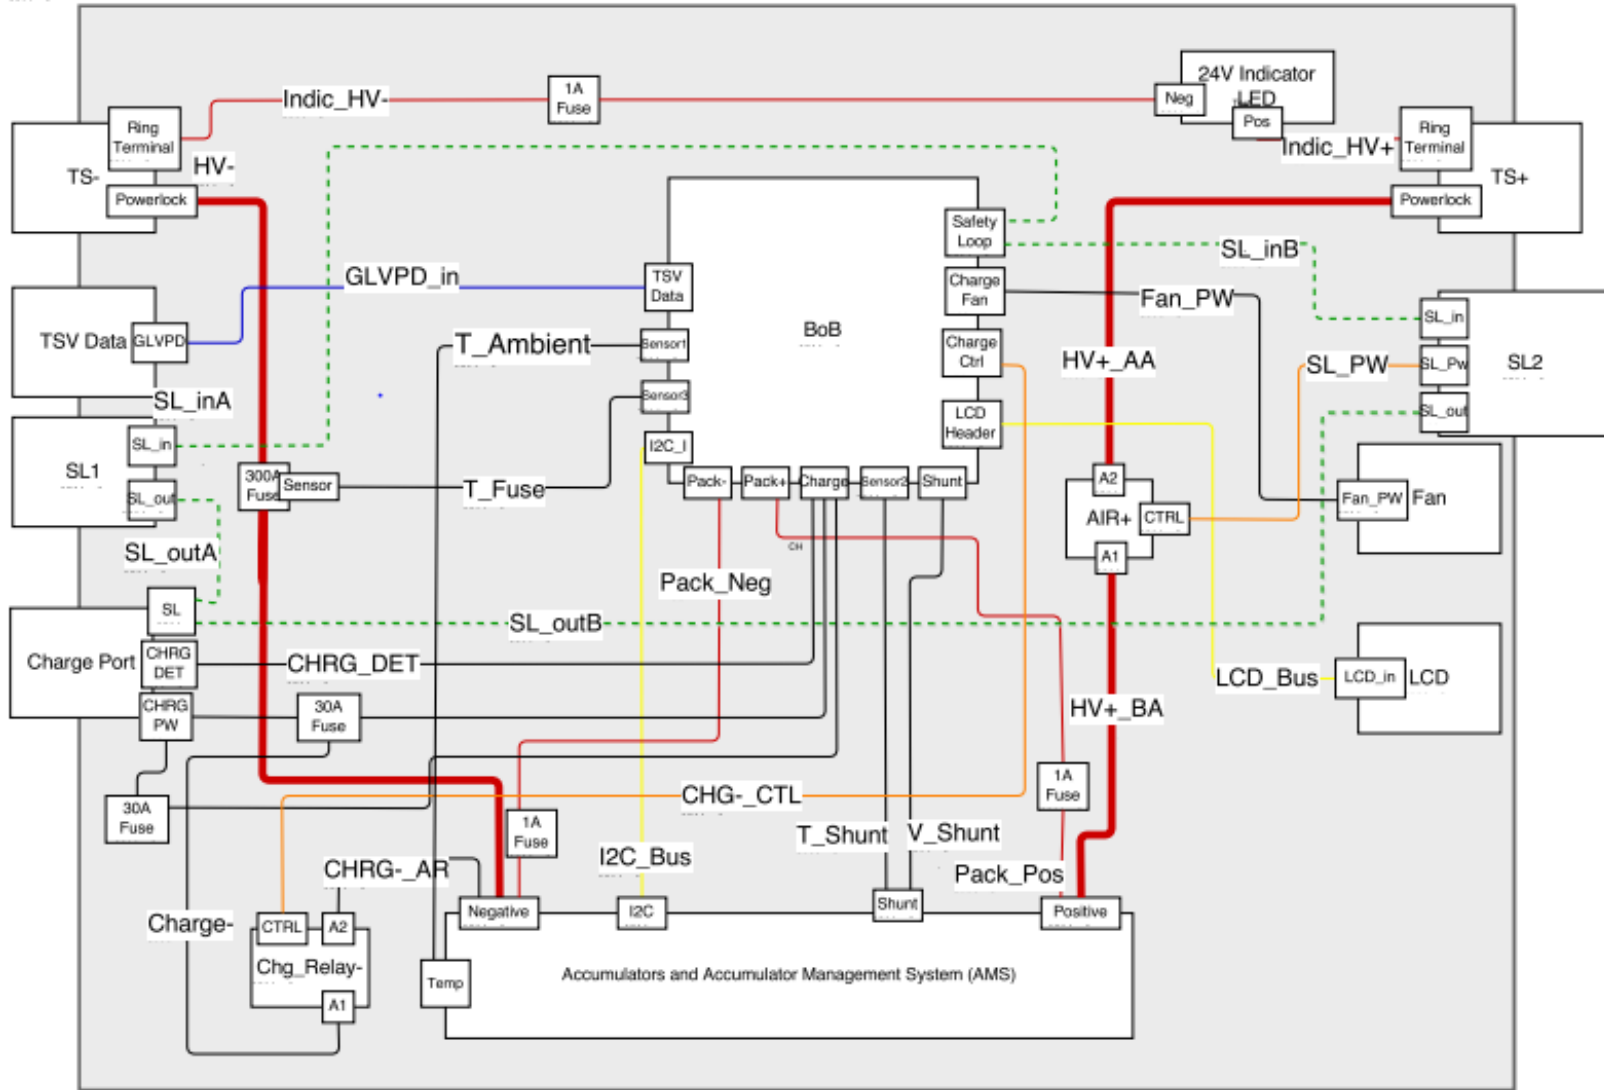 Indic_HV-
1A
Fuse
24V Indicator
LED
Neg
Pos
Indic_HV+
Ring
Terminal
TS-
HV-
Powerlock
Ring
Terminal
TS+
Powerlock
Safety
Loop
SL_inB
GLVPD_in
TSV
Data
Charge
Fan
Fan_PW
BoB
TSV Data
GLVPD
T_Ambient
Sensor1
Charge
Ctrl
HV+_AA
SL_PW
SL_in
SL_Pw
SL_out
SL2
SL_inA
Sensor3
LCD
Header
SL_in
SL1
SL_out
I2C_I
300A
Fuse
Sensor
T_Fuse
Pack-
Pack+
Charge
Sensor2
Shunt
A2
AIR+
CTRL
A1
Fan_PW
Fan
CH
SL_outA
Pack_Neg
SL
SL_outB
Charge Port
CHRG
DET
CHRG_DET
CHRG
PW
30A
Fuse
LCD_Bus
LCD_in
LCD
HV+_BA
30A
Fuse
CHG-_CTL
1A
Fuse
1A
Fuse
T_Shunt
V_Shunt
I2C_Bus
CHRG-_AR
Pack_Pos
Charge-
CTRL
A2
Chg_Relay-
A1
Negative
I2C
Shunt
Positive
Temp
Accumulators and Accumulator Management System (AMS)